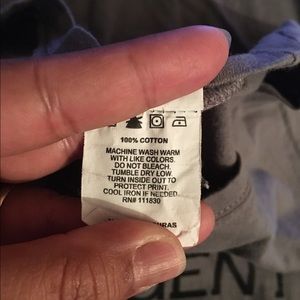 100% COTTON
MACHINE WASH WARM
WITH LIKE COLORS.
DO NOT BLEACH.
TUMBLE DRY LOW.
TURN INSIDE OUT TO
PROTECT PRINT.
COOL IRON IF NEEDED.
RN# 111830